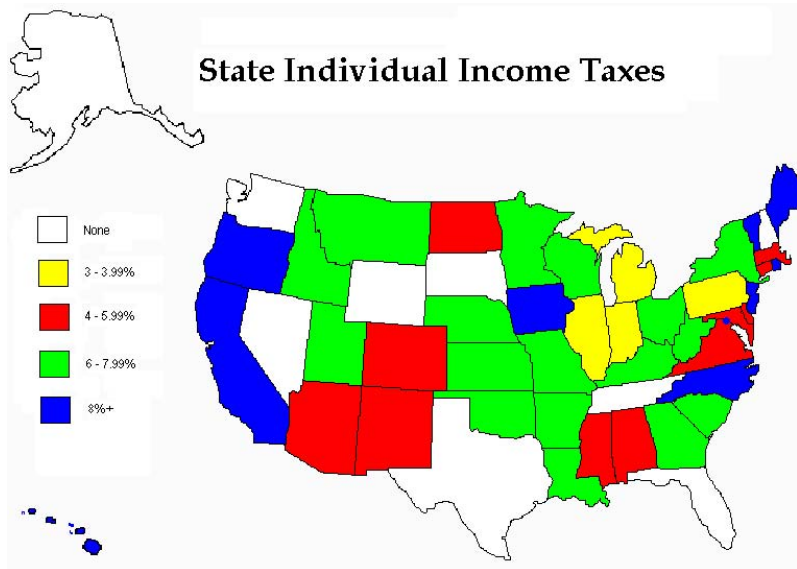 State Individual Income Taxes
None
3 - 3.99%
4 - 5.99%
6 - 7.99%
8%+